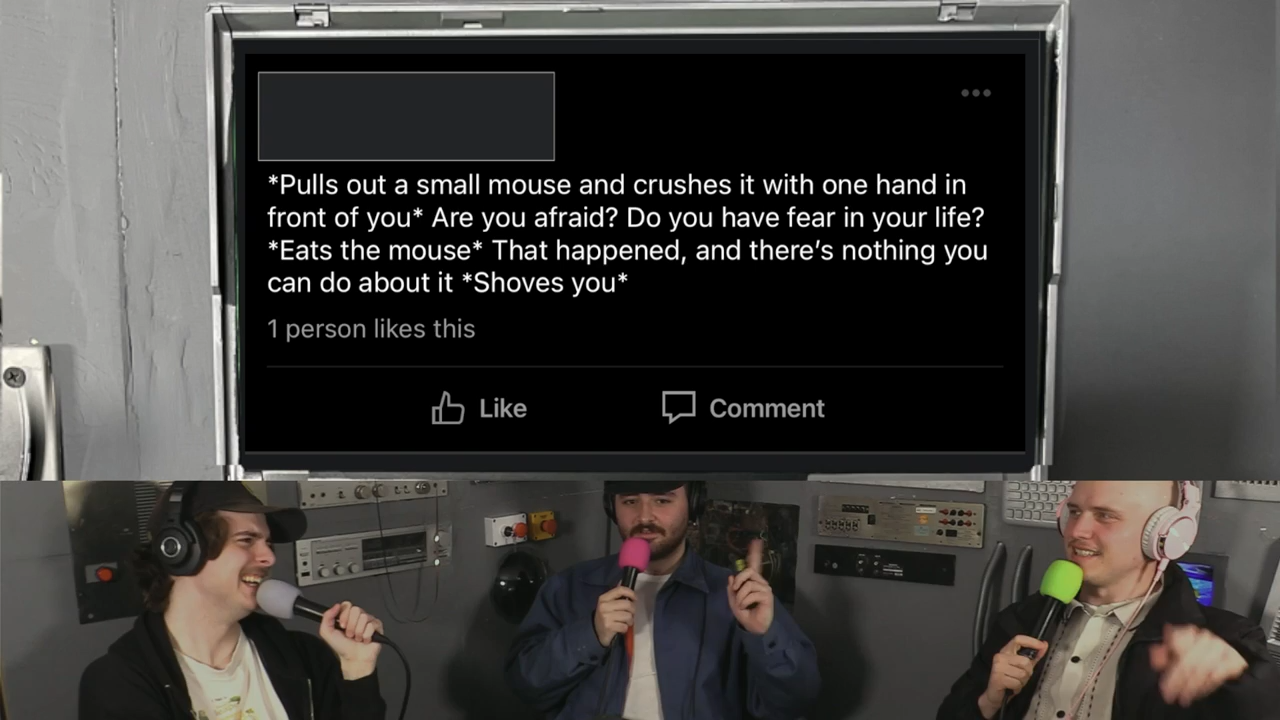 *Pulls out a small mouse and crushes it with one hand in
front of you* Are you afraid? Do you have fear in your life?
*Eats the mouse* That happened, and there’s nothing you
can do about it *Shoves you*
1 person likes this
Like
Comment